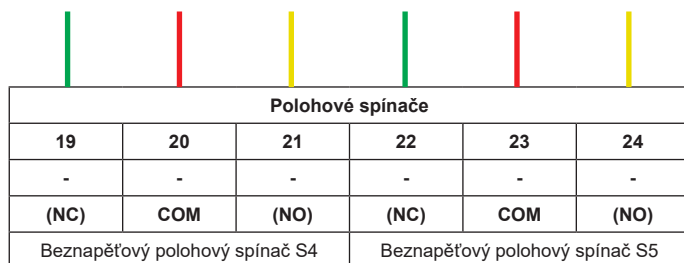 Polohové spínače
19 20 21 22 23 24
- - - - - -
(NC) COM (NO) (NC) COM (NO)
Beznapěťový polohový spínač S4 Beznapěťový polohový spínač S5